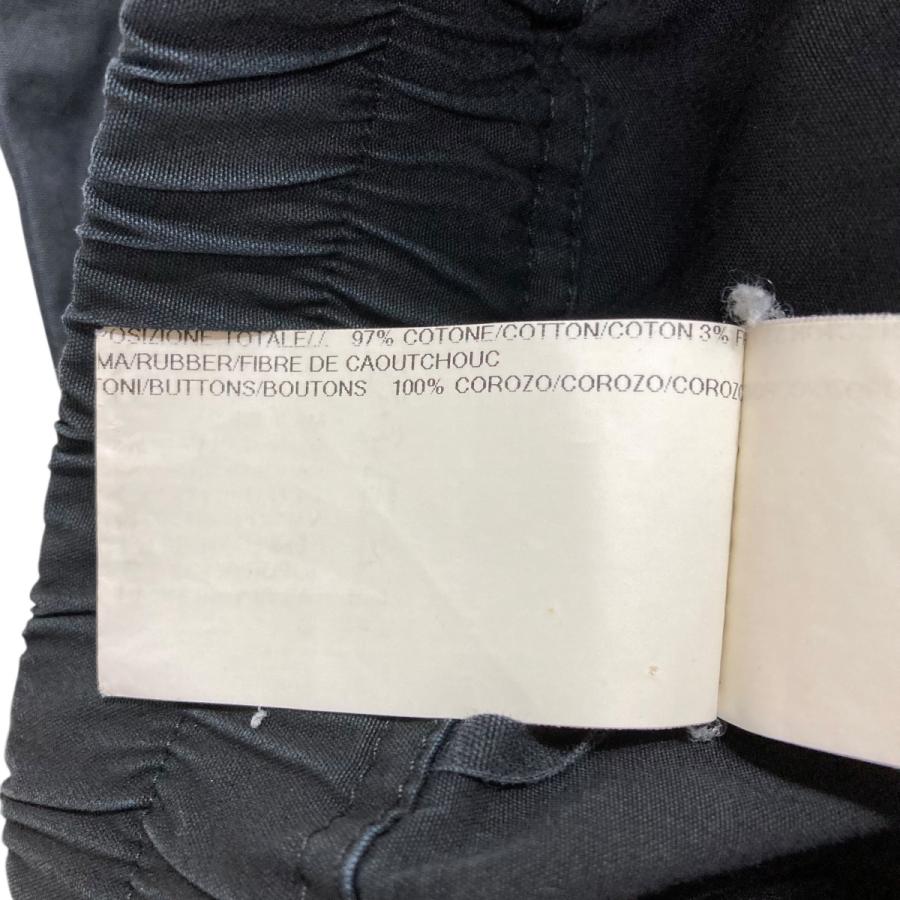 POSIZIONE TOTALE// 97% COTONE/COTTON/COTON 3%
MA/RUBBER/FIBRE DE CAOUTCHOUC
TONI/BUTTONS/BOUTONS 100% COROZO/COROZO/COROZO